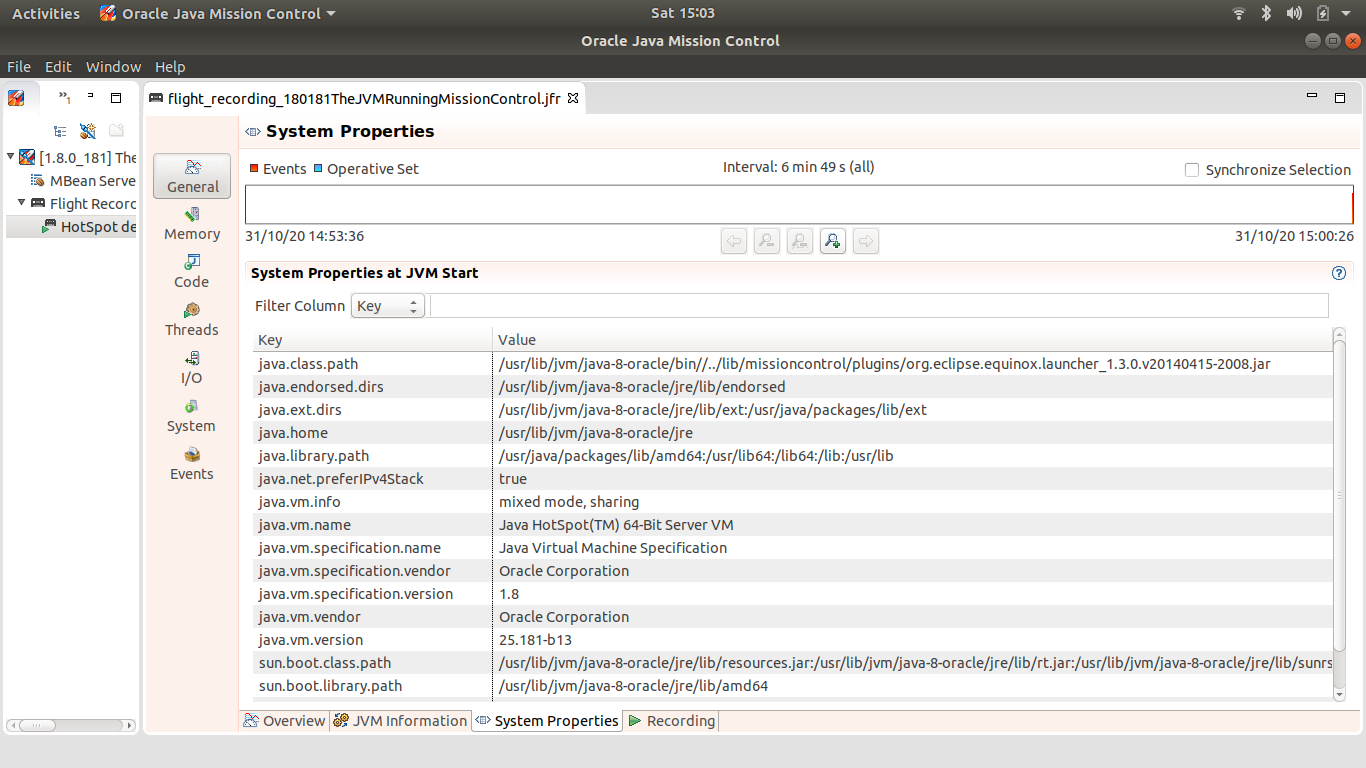 Activities Oracle Java Mission Control Sat 15:03
Oracle Java Mission Control
File Edit Window Help
»1
flight_recording_180181TheJVMRunningMissionControl.jfr
[1.8.0_181] The
MBean Serve
Flight Recorc
HotSpot de
General
Memory
Code
Threads
I/O
System
Events
System Properties
Events Operative Set Interval: 6 min 49 s (all) Synchronize Selection
31/10/20 14:53:36 31/10/20 15:00:26
System Properties at JVM Start
Filter Column Key
Key Value
java.class.path /usr/lib/jvm/java-8-oracle/bin//../lib/missioncontrol/plugins/org.eclipse.equinox.launcher_1.3.0.v20140415-2008.jar
java.endorsed.dirs /usr/lib/jvm/java-8-oracle/jre/lib/endorsed
java.ext.dirs /usr/lib/jvm/java-8-oracle/jre/lib/ext:/usr/java/packages/lib/ext
java.home /usr/lib/jvm/java-8-oracle/jre
java.library.path /usr/java/packages/lib/amd64:/usr/lib64:/lib64:/lib:/usr/lib
java.net.preferIPv4Stack true
java.vm.info mixed mode, sharing
java.vm.name Java HotSpot(TM) 64-Bit Server VM
java.vm.specification.name Java Virtual Machine Specification
java.vm.specification.vendor Oracle Corporation
java.vm.specification.version 1.8
java.vm.vendor Oracle Corporation
java.vm.version 25.181-b13
sun.boot.class.path /usr/lib/jvm/java-8-oracle/jre/lib/resources.jar:/usr/lib/jvm/java-8-oracle/jre/lib/rt.jar:/usr/lib/jvm/java-8-oracle/jre/lib/sunrs
sun.boot.library.path /usr/lib/jvm/java-8-oracle/jre/lib/amd64
Overview JVM Information System Properties Recording